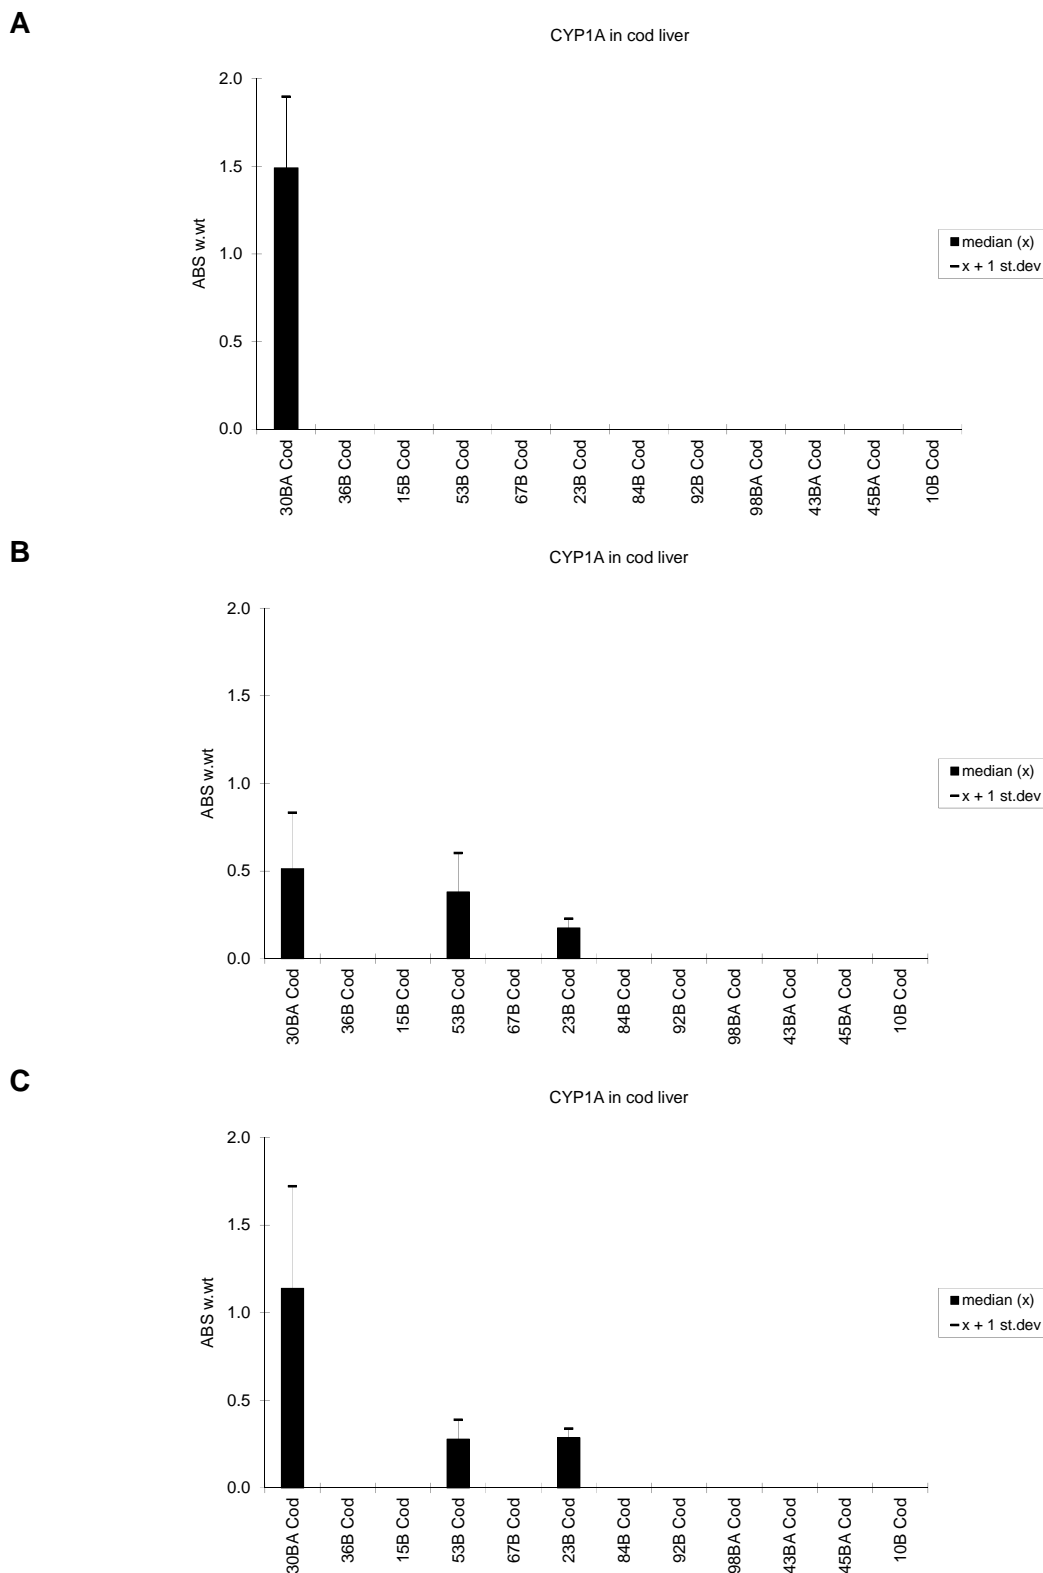 A
CYP1A in cod liver
2.0
1.5
1.0
0.5
0.0
ABS w.wt
median (x)
x + 1 st.dev
30BA Cod
36B Cod
15B Cod
53B Cod
67B Cod
23B Cod
84B Cod
92B Cod
98BA Cod
43BA Cod
45BA Cod
10B Cod
B
CYP1A in cod liver
2.0
1.5
1.0
0.5
0.0
ABS w.wt
median (x)
x + 1 st.dev
30BA Cod
36B Cod
15B Cod
53B Cod
67B Cod
23B Cod
84B Cod
92B Cod
98BA Cod
43BA Cod
45BA Cod
10B Cod
C
CYP1A in cod liver
2.0
1.5
1.0
0.5
0.0
ABS w.wt
median (x)
x + 1 st.dev
30BA Cod
36B Cod
15B Cod
53B Cod
67B Cod
23B Cod
84B Cod
92B Cod
98BA Cod
43BA Cod
45BA Cod
10B Cod